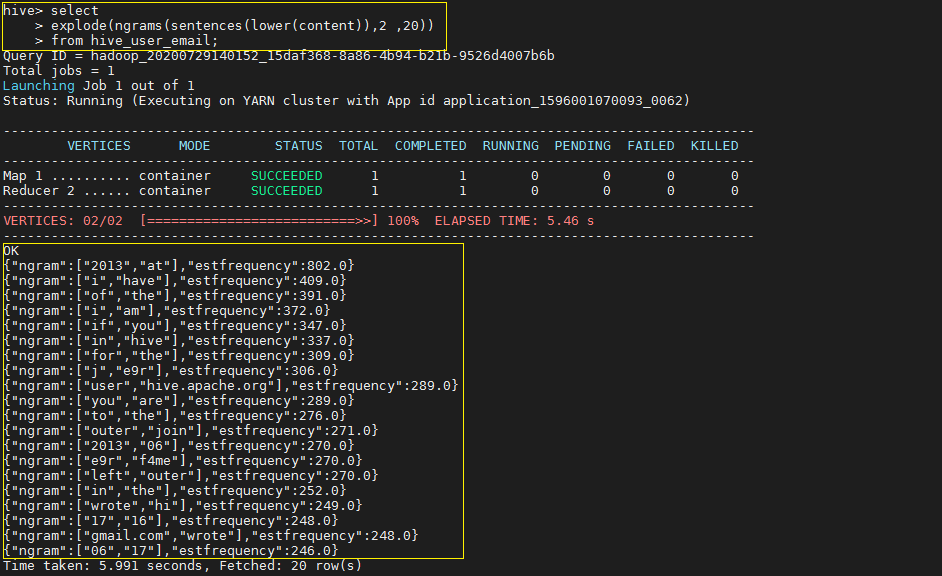 hive> select
    > explode(ngrams(sentences(lower(content)),2 ,20))
    > from hive_user_email;
Query ID = hadoop_20200729140152_15daf368-8a86-4b94-b21b-9526d4007b6b
Total jobs = 1
Launching Job 1 out of 1
Status: Running (Executing on YARN cluster with App id application_1596001070093_0062)
----------------------------------------------------------------------------------------------
        VERTICES      MODE        STATUS  TOTAL  COMPLETED  RUNNING  PENDING  FAILED  KILLED
----------------------------------------------------------------------------------------------
Map 1 .......... container     SUCCEEDED      1          1        0        0       0       0
Reducer 2 ...... container     SUCCEEDED      1          1        0        0       0       0
----------------------------------------------------------------------------------------------
VERTICES: 02/02  [==========================>>] 100%  ELAPSED TIME: 5.46 s
----------------------------------------------------------------------------------------------
OK
{"ngram":["2013","at"],"estfrequency":802.0}
{"ngram":["i","have"],"estfrequency":409.0}
{"ngram":["of","the"],"estfrequency":391.0}
{"ngram":["i","am"],"estfrequency":372.0}
{"ngram":["if","you"],"estfrequency":347.0}
{"ngram":["in","hive"],"estfrequency":337.0}
{"ngram":["for","the"],"estfrequency":309.0}
{"ngram":["j","e9r"],"estfrequency":306.0}
{"ngram":["user","hive.apache.org"],"estfrequency":289.0}
{"ngram":["you","are"],"estfrequency":289.0}
{"ngram":["to","the"],"estfrequency":276.0}
{"ngram":["outer","join"],"estfrequency":271.0}
{"ngram":["2013","06"],"estfrequency":270.0}
{"ngram":["e9r","f4me"],"estfrequency":270.0}
{"ngram":["left","outer"],"estfrequency":270.0}
{"ngram":["in","the"],"estfrequency":252.0}
{"ngram":["wrote","hi"],"estfrequency":249.0}
{"ngram":["17","16"],"estfrequency":248.0}
{"ngram":["gmail.com","wrote"],"estfrequency":248.0}
{"ngram":["06","17"],"estfrequency":246.0}
Time taken: 5.991 seconds, Fetched: 20 row(s)